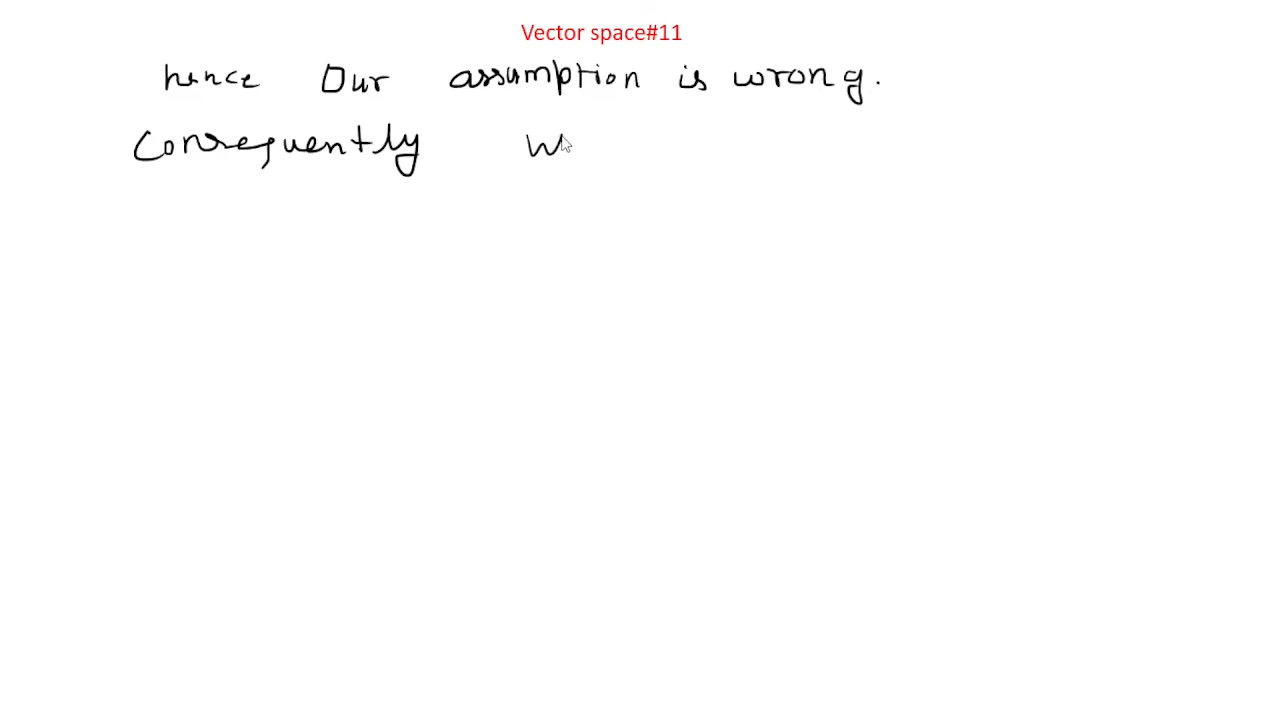 Vector space#11
hence Our assumption is wrong.
Consequently W